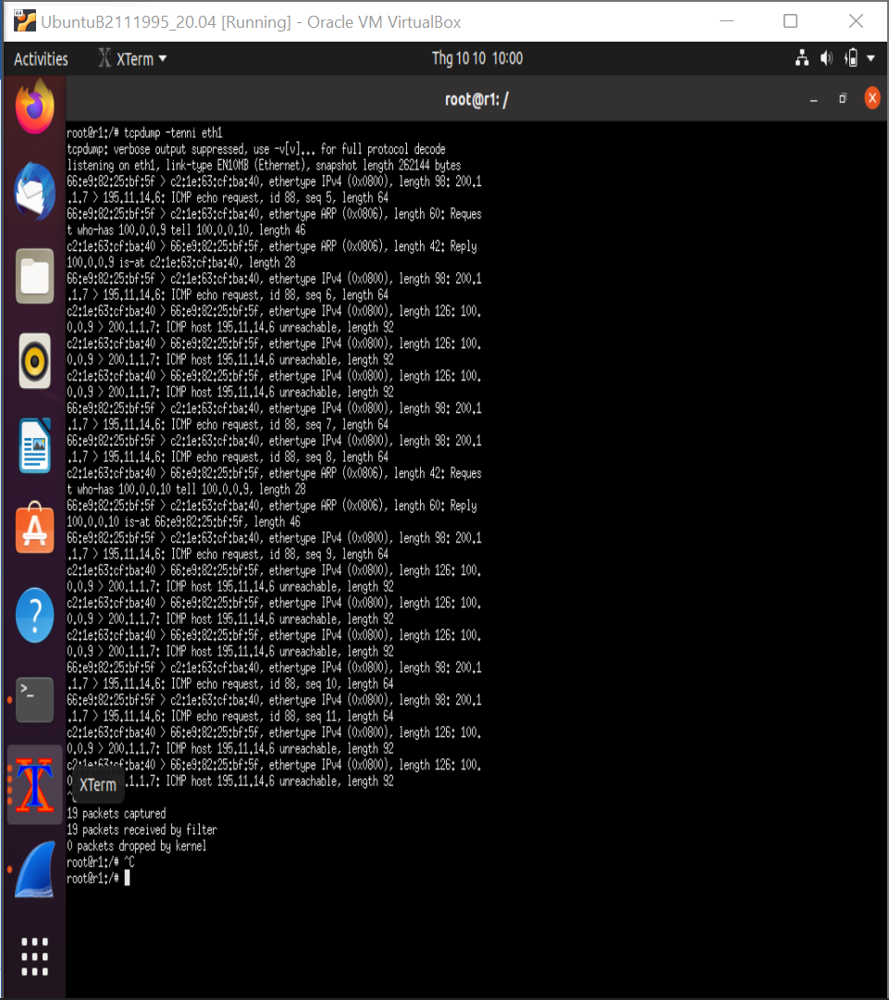 UbuntuB2111995_20.04 [Running] - Oracle VM VirtualBox
Activities XTerm Thg 10 10 10:00
root@r1: /
root@r1:/# tcpdump -tenni eth1
tcpdump: verbose output suppressed, use -v[v]... for full protocol decode
listening on eth1, link-type EN10MB (Ethernet), snapshot length 262144 bytes
66:e9:82:25:bf:5f > c2:1e:63:cf:ba:40, ethertype IPv4 (0x0800), length 98: 200.1
.1.7 > 195.11.14.6: ICMP echo request, id 88, seq 5, length 64
66:e9:82:25:bf:5f > c2:1e:63:cf:ba:40, ethertype ARP (0x0806), length 60: Reques
t who-has 100.0.0.9 tell 100.0.0.10, length 46
c2:1e:63:cf:ba:40 > 66:e9:82:25:bf:5f, ethertype ARP (0x0806), length 42: Reply
100.0.0.9 is-at c2:1e:63:cf:ba:40, length 28
66:e9:82:25:bf:5f > c2:1e:63:cf:ba:40, ethertype IPv4 (0x0800), length 98: 200.1
.1.7 > 195.11.14.6: ICMP echo request, id 88, seq 6, length 64
c2:1e:63:cf:ba:40 > 66:e9:82:25:bf:5f, ethertype IPv4 (0x0800), length 126: 100.
0.0.9 > 200.1.1.7: ICMP host 195.11.14.6 unreachable, length 92
c2:1e:63:cf:ba:40 > 66:e9:82:25:bf:5f, ethertype IPv4 (0x0800), length 126: 100.
0.0.9 > 200.1.1.7: ICMP host 195.11.14.6 unreachable, length 92
c2:1e:63:cf:ba:40 > 66:e9:82:25:bf:5f, ethertype IPv4 (0x0800), length 126: 100.
0.0.9 > 200.1.1.7: ICMP host 195.11.14.6 unreachable, length 92
66:e9:82:25:bf:5f > c2:1e:63:cf:ba:40, ethertype IPv4 (0x0800), length 98: 200.1
.1.7 > 195.11.14.6: ICMP echo request, id 88, seq 7, length 64
66:e9:82:25:bf:5f > c2:1e:63:cf:ba:40, ethertype IPv4 (0x0800), length 98: 200.1
.1.7 > 195.11.14.6: ICMP echo request, id 88, seq 8, length 64
c2:1e:63:cf:ba:40 > 66:e9:82:25:bf:5f, ethertype ARP (0x0806), length 42: Reques
t who-has 100.0.0.10 tell 100.0.0.9, length 28
66:e9:82:25:bf:5f > c2:1e:63:cf:ba:40, ethertype ARP (0x0806), length 60: Reply
100.0.0.10 is-at 66:e9:82:25:bf:5f, length 46
66:e9:82:25:bf:5f > c2:1e:63:cf:ba:40, ethertype IPv4 (0x0800), length 98: 200.1
.1.7 > 195.11.14.6: ICMP echo request, id 88, seq 9, length 64
c2:1e:63:cf:ba:40 > 66:e9:82:25:bf:5f, ethertype IPv4 (0x0800), length 126: 100.
0.0.9 > 200.1.1.7: ICMP host 195.11.14.6 unreachable, length 92
c2:1e:63:cf:ba:40 > 66:e9:82:25:bf:5f, ethertype IPv4 (0x0800), length 126: 100.
0.0.9 > 200.1.1.7: ICMP host 195.11.14.6 unreachable, length 92
c2:1e:63:cf:ba:40 > 66:e9:82:25:bf:5f, ethertype IPv4 (0x0800), length 126: 100.
0.0.9 > 200.1.1.7: ICMP host 195.11.14.6 unreachable, length 92
66:e9:82:25:bf:5f > c2:1e:63:cf:ba:40, ethertype IPv4 (0x0800), length 98: 200.1
.1.7 > 195.11.14.6: ICMP echo request, id 88, seq 10, length 64
66:e9:82:25:bf:5f > c2:1e:63:cf:ba:40, ethertype IPv4 (0x0800), length 98: 200.1
.1.7 > 195.11.14.6: ICMP echo request, id 88, seq 11, length 64
c2:1e:63:cf:ba:40 > 66:e9:82:25:bf:5f, ethertype IPv4 (0x0800), length 126: 100.
0.0.9 > 200.1.1.7: ICMP host 195.11.14.6 unreachable, length 92
c2:1e:63:cf:ba:40 > 66:e9:82:25:bf:5f, ethertype IPv4 (0x0800), length 126: 100.
.1.1.7: ICMP host 195.11.14.6 unreachable, length 92
XTerm
19 packets captured
19 packets received by filter
0 packets dropped by kernel
root@r1:/# ^C
root@r1:/#